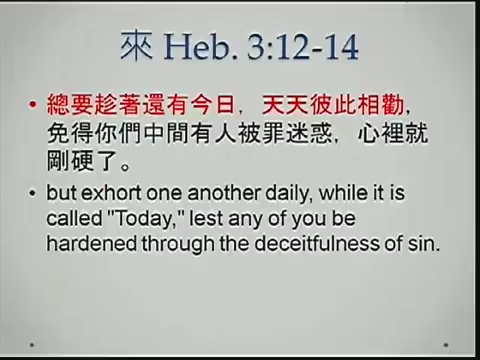 來 Heb. 3:12-14
• 總要趁著還有今日，天天彼此相勸，
免得你們中間有人被罪迷惑，心裡就
剛硬了。
• but exhort one another daily, while it is
called "Today," lest any of you be
hardened through the deceitfulness of sin.